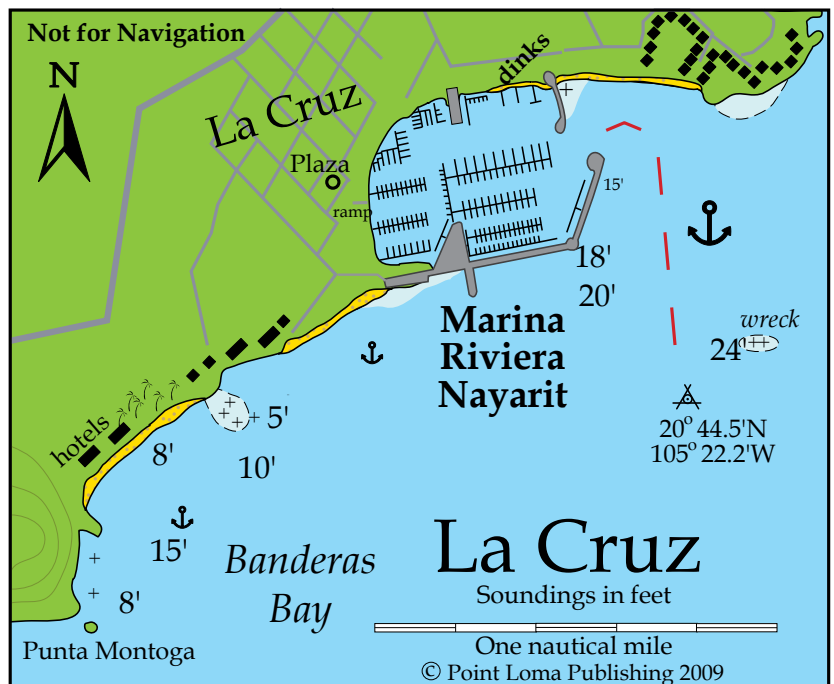 Not for Navigation
N
dinks
La Cruz
Plaza
ramp
15'
18'
20'
Marina
Riviera
Nayarit
wreck
24'
20° 44.5'N
105° 22.2'W
hotels
5'
8'
10'
15'
8'
Banderas
Bay
La Cruz
Soundings in feet
One nautical mile
© Point Loma Publishing 2009
Punta Montoga